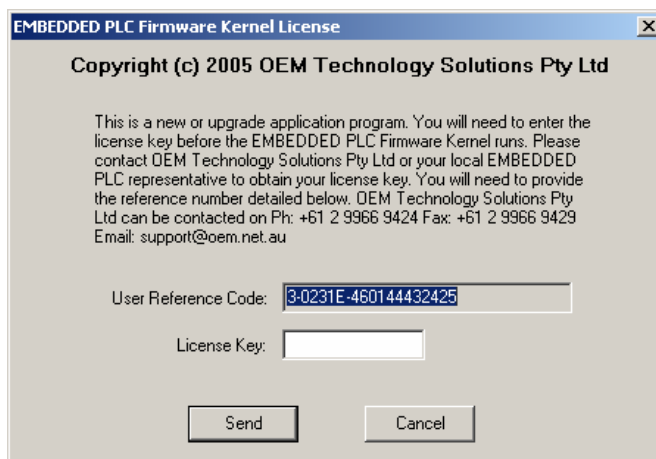 EMBEDDED PLC Firmware Kernel License
Copyright (c) 2005 OEM Technology Solutions Pty Ltd
This is a new or upgrade application program. You will need to enter the
license key before the EMBEDDED PLC Firmware Kernel runs. Please
contact OEM Technology Solutions Pty Ltd or your local EMBEDDED
PLC representative to obtain your license key. You will need to provide
the reference number detailed below. OEM Technology Solutions Pty
Ltd can be contacted on Ph: +61 2 9966 9424 Fax: +61 2 9966 9429
Email: support@oem.net.au
User Reference Code: 3-0231E-460144432425
License Key:
Send Cancel